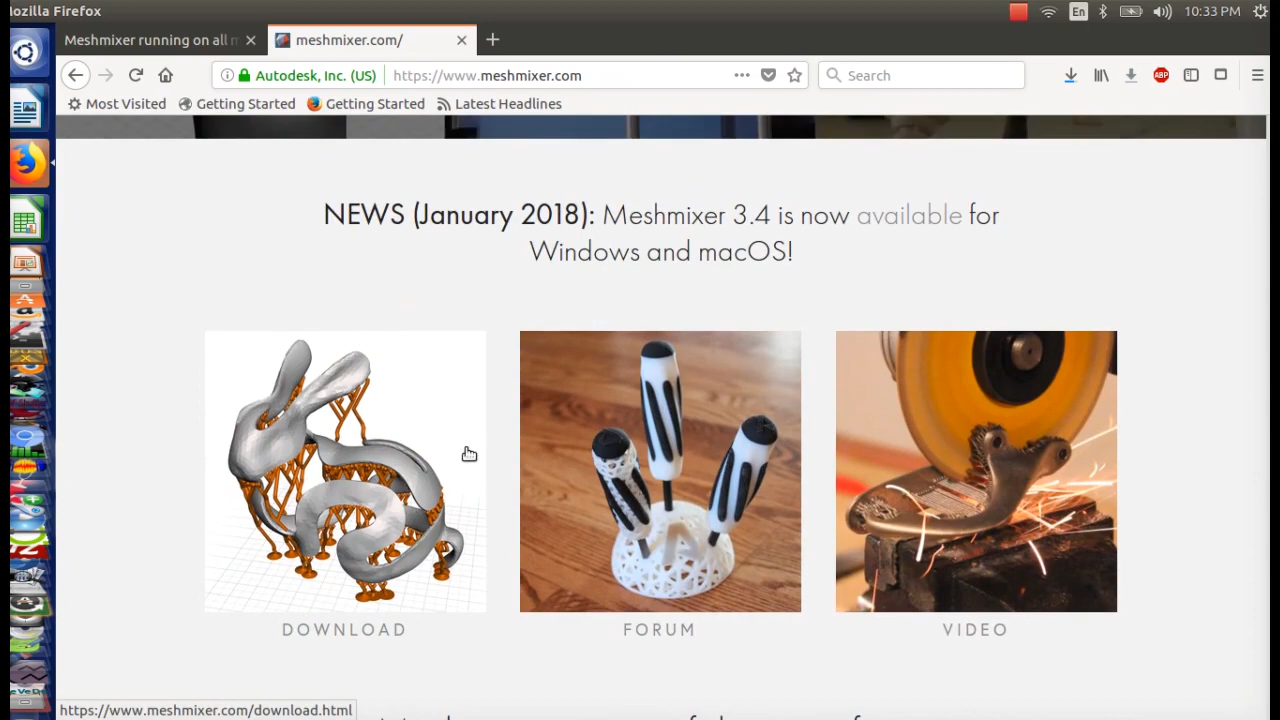 ozilla Firefox
En
10:33 PM
Meshmixer running on all m
meshmixer.com/
Autodesk, Inc. (US)
https://www.meshmixer.com
Search
ABP
Most Visited
Getting Started
Getting Started
Latest Headlines
NEWS (January 2018): Meshmixer 3.4 is now available for
Windows and macOS!
DOWNLOAD
FORUM
VIDEO
https://www.meshmixer.com/download.html